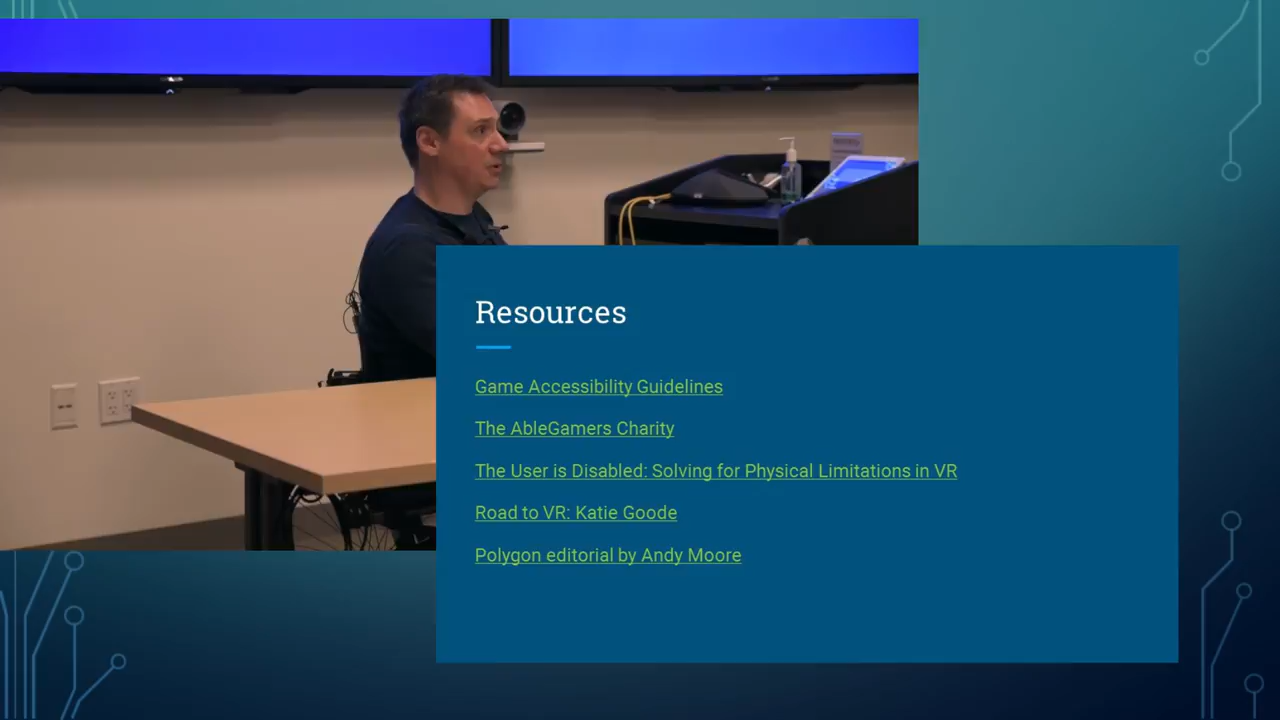 Resources
Game Accessibility Guidelines
The AbleGamers Charity
The User is Disabled: Solving for Physical Limitations in VR
Road to VR: Katie Goode
Polygon editorial by Andy Moore